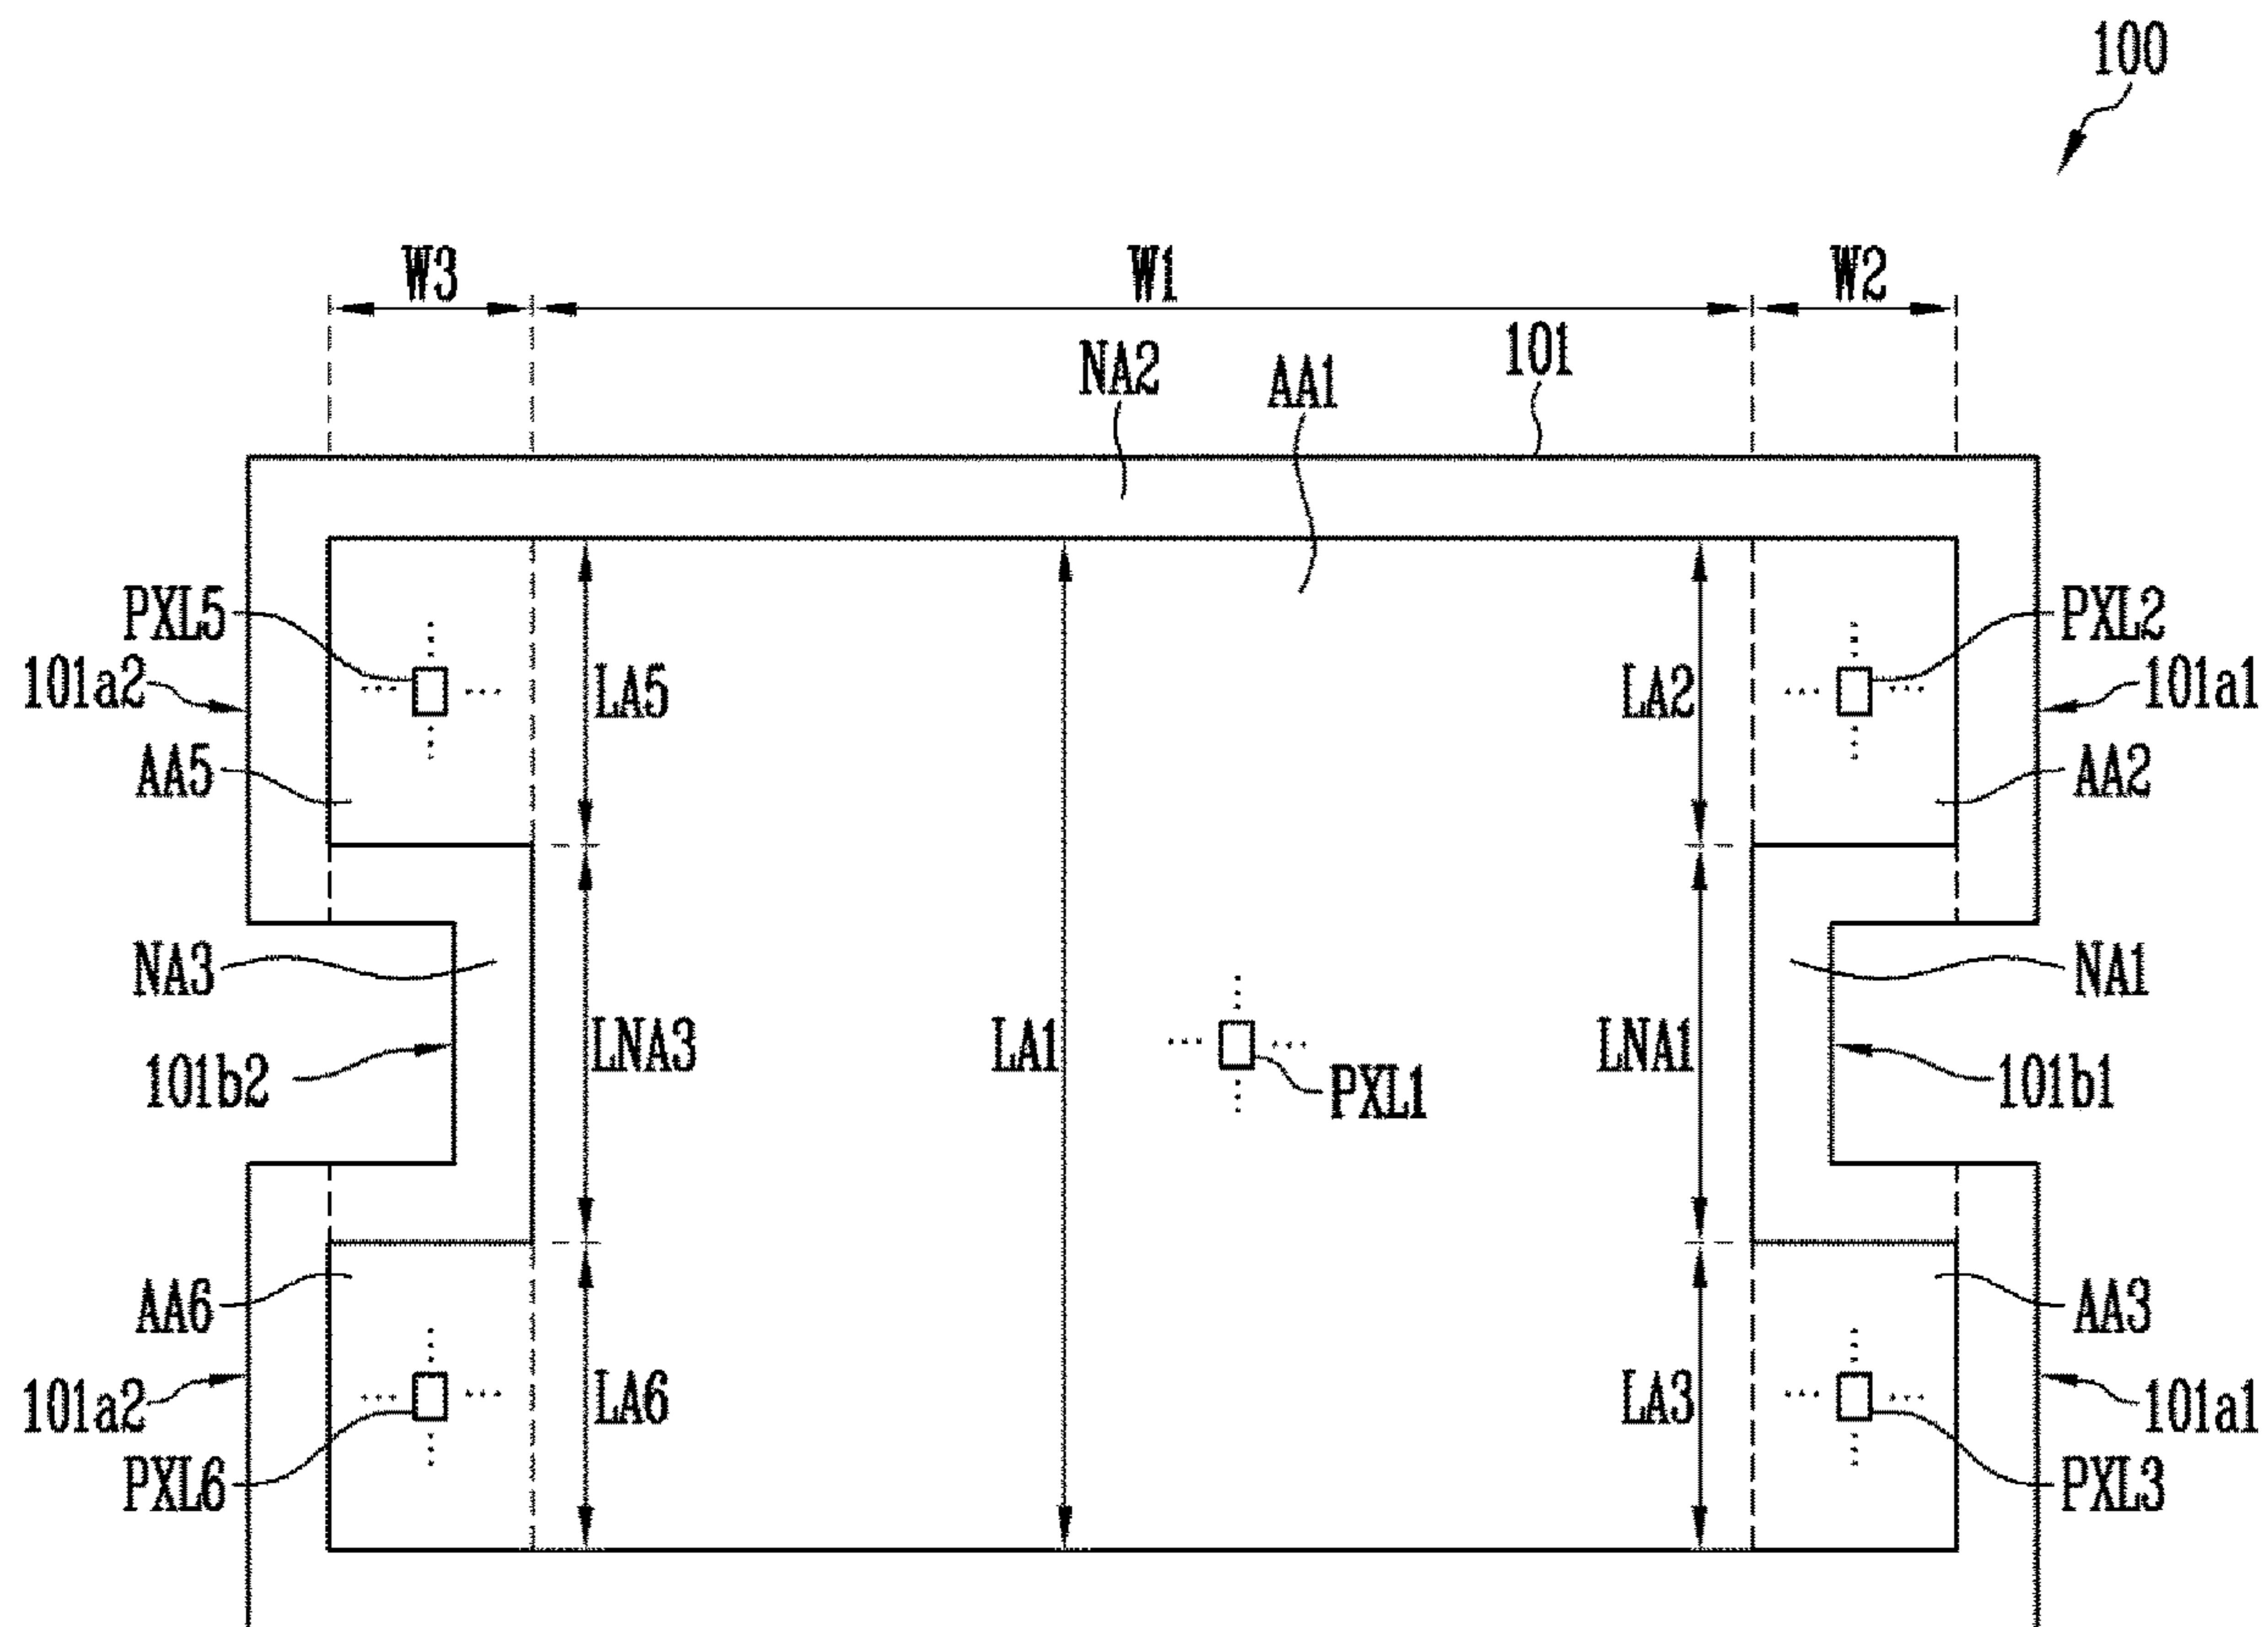 100
W3
W1
W2
NA2
AA1
101
PXL5
PXL2
101a2
LA5
LA2
101a1
AA5
AA2
NA3
NA1
LNA3
LA1
LNA1
101b2
PXL1
101b1
AA6
AA3
101a2
LA6
LA3
101a1
PXL6
PXL3